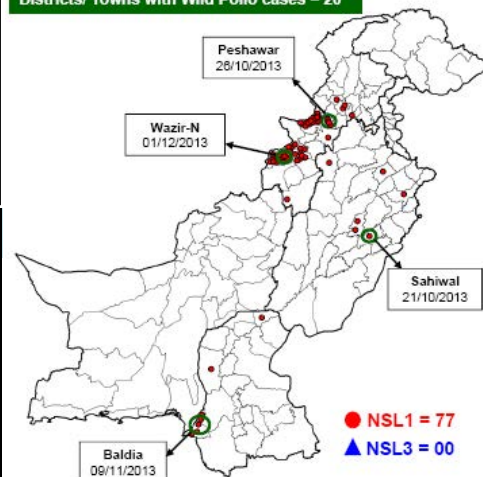 Districts/ Towns with Wild Polio cases = 20
Peshawar
28/10/2013
Wazir-N
01/12/2013
Sahiwal
21/10/2013
NSL1 = 77
NSL3 = 00
Baldia
09/11/2013